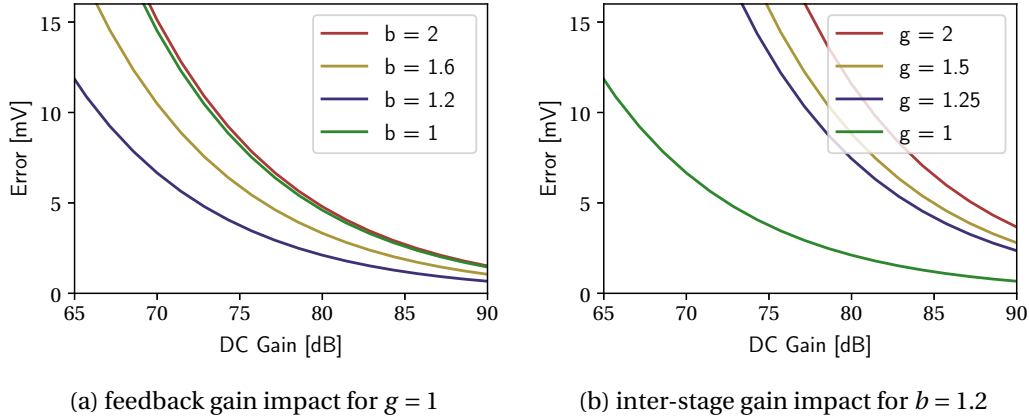 15
10
5
0
Error [mV]
b = 2
b = 1.6
b = 1.2
b = 1
65 70 75 80 85 90
DC Gain [dB]
(a) feedback gain impact for g = 1
15
10
5
0
Error [mV]
g = 2
g = 1.5
g = 1.25
g = 1
65 70 75 80 85 90
DC Gain [dB]
(b) inter-stage gain impact for b = 1.2